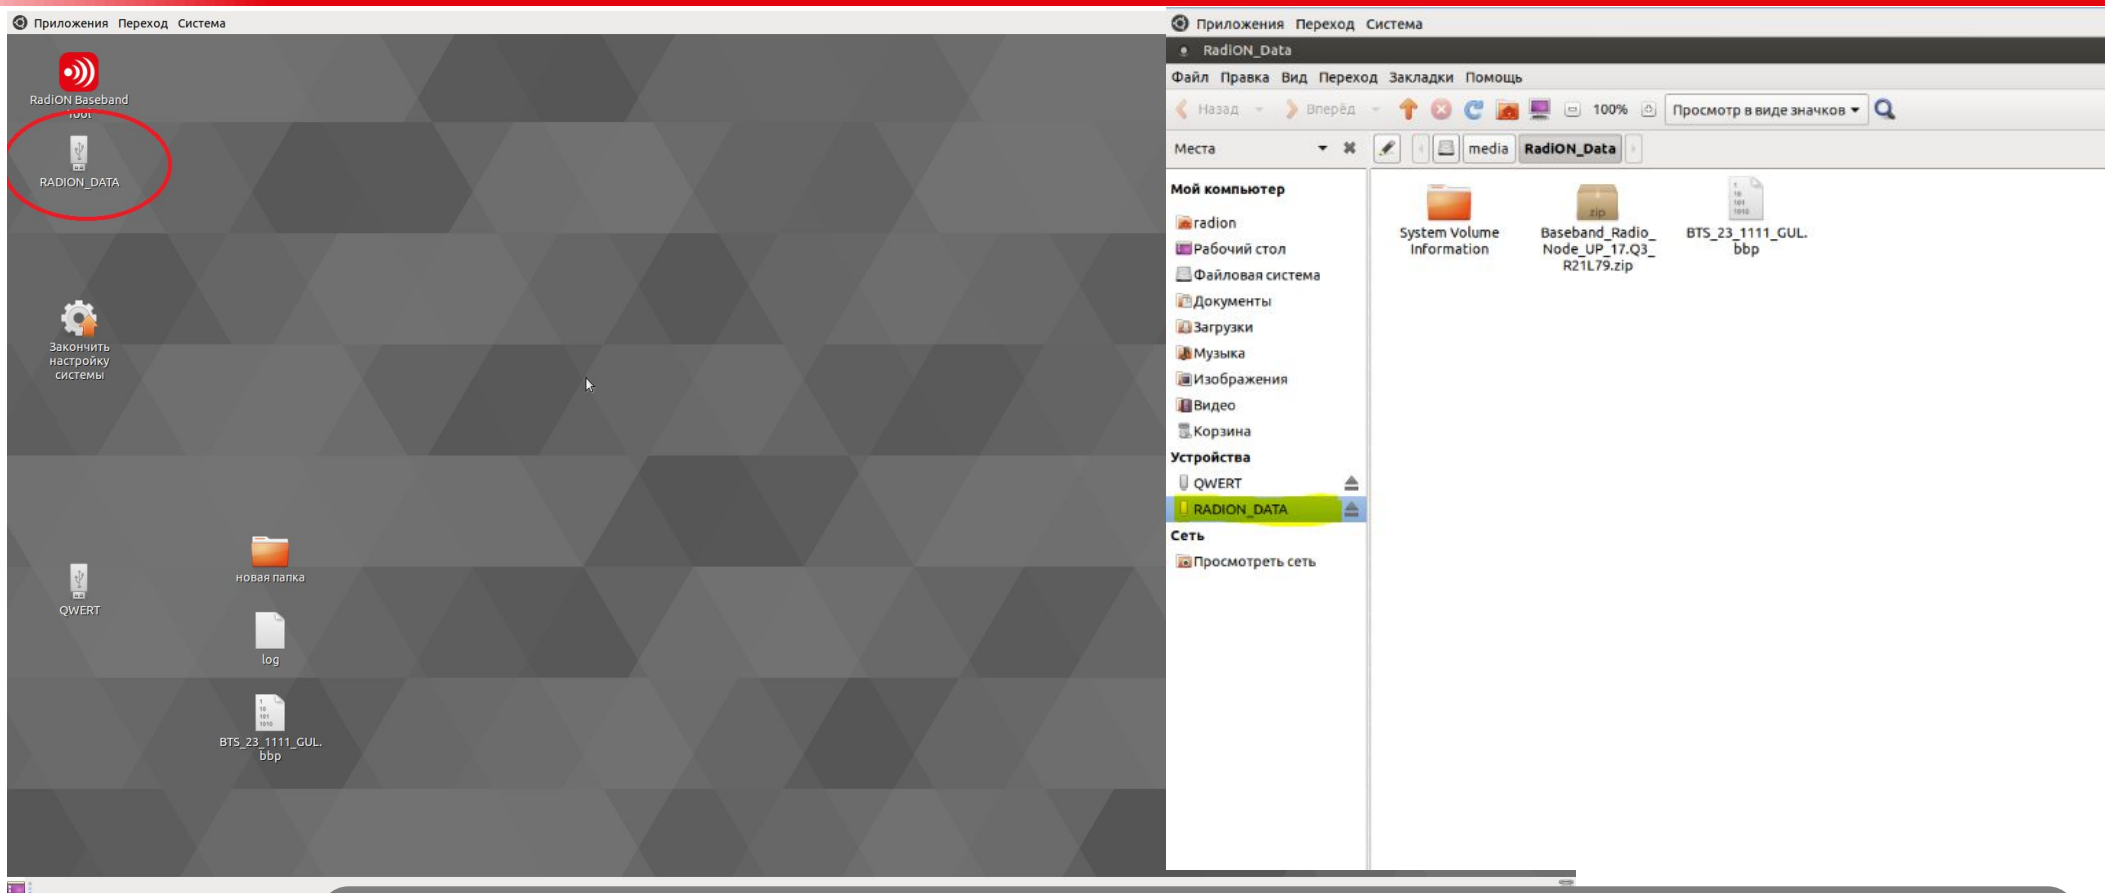 Приложения Переход Система
RadiON Baseband
Tool
RADION_DATA
Закончить
настройку
системы
QWERT
новая папка
log
BTS_23_1111_GUL.
bbp
Приложения Переход Система
RadiON_Data
Файл Правка Вид Переход Закладки Помощь
Назад Вперёд 100% Просмотр в виде значков
Места media RadiON_Data
Мой компьютер
radion
Рабочий стол
Файловая система
Документы
Загрузки
Музыка
Изображения
Видео
Корзина
Устройства
QWERT
RADION_DATA
Сеть
Просмотреть сеть
System Volume
Information
zip
Baseband_Radio_
Node_UP_17.Q3_
R21L79.zip
BTS_23_1111_GUL.
bbp